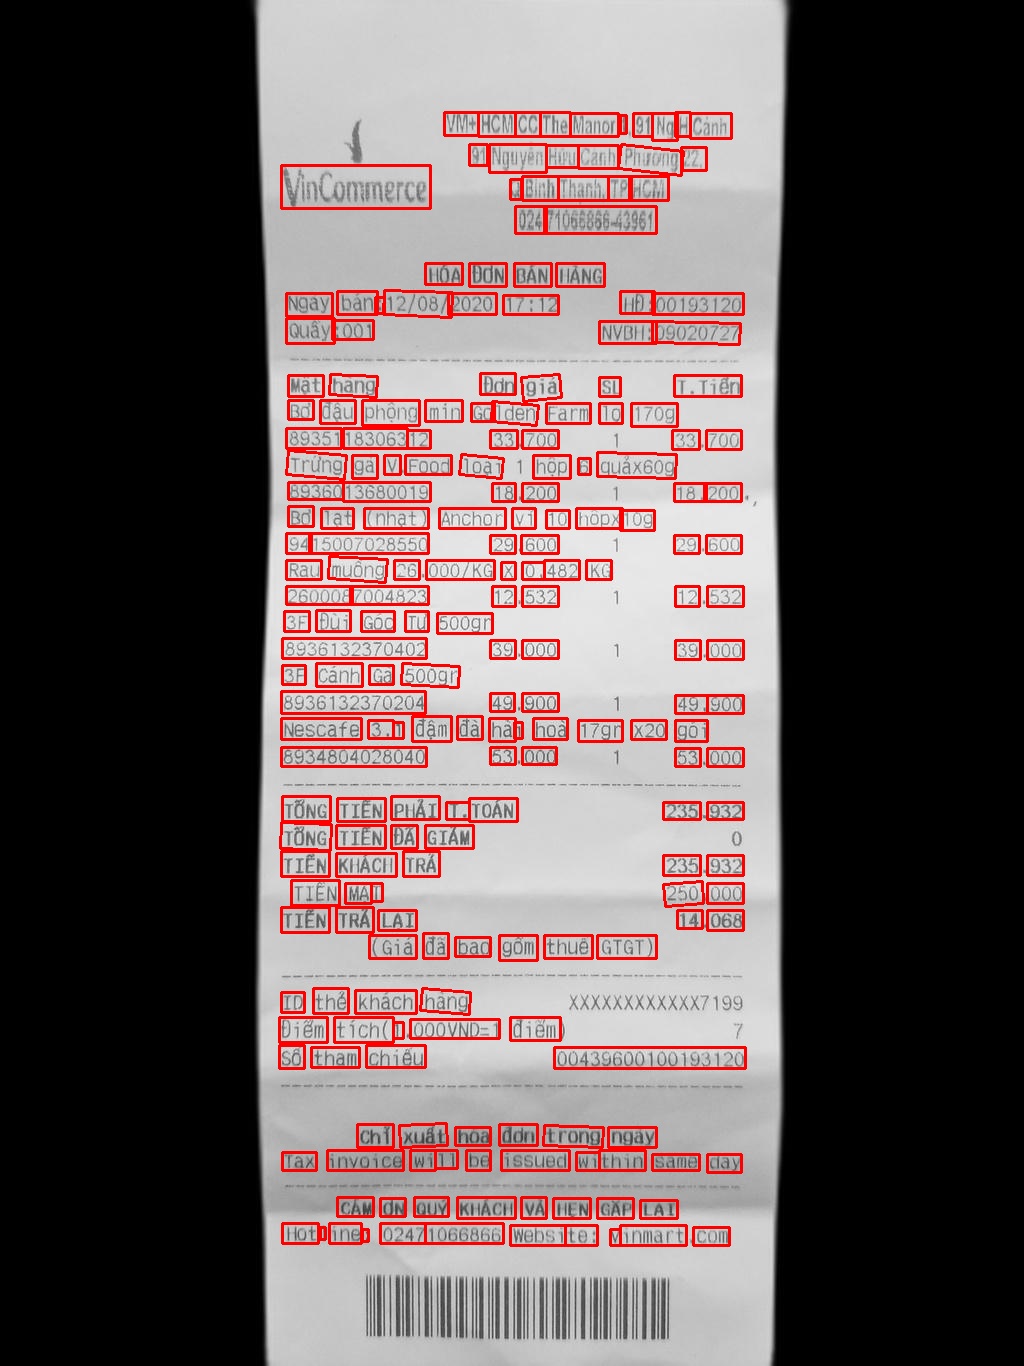 VinCommerce
VM+ HCM CC The Manor 1, 91 Ng H Cảnh
91 Nguyễn Hữu Cảnh Phường 22,
Q Bình Thạnh, TP HCM
024 71066866-43961
HÓA ĐƠN BÁN HÀNG
Ngày bán:12/08/2020 17:12 HĐ:00193120
Quầy:001 NVBH:09020727
Mặt hàng Đơn giá SL T.Tiền
Bơ đậu phộng mịn Golden Farm lọ 170g
8935118306312 33.700 1 33.700
Trứng gà V.Food loại 1 hộp 6 quảx60g
8936013680019 18.200 1 18.200
Bơ lạt (nhạt) Anchor vỉ 10 hộpx10g
9415007028550 29.600 1 29.600
Rau muống 26.000/KG x 0.482 KG
2600087004823 12.532 1 12.532
3F Đùi Góc Tư 500gr
8936132370402 39.000 1 39.000
3F Cánh Gà 500gr
8936132370204 49.900 1 49.900
Nescafe 3.1 đậm đà hài hoà 17gr x20 gói
8934804028040 53.000 1 53.000
TỔNG TIỀN PHẢI T.TOÁN 235.932
TỔNG TIỀN ĐÃ GIẢM 0
TIỀN KHÁCH TRẢ 235.932
TIỀN MẶT 250.000
TIỀN TRẢ LẠI 14.068
(Giá đã bao gồm thuế GTGT)
ID thẻ khách hàng XXXXXXXXXXXX7199
Điểm tích(1.000VND=1 điểm) 7
Số tham chiếu 00439600100193120
Chỉ xuất hóa đơn trong ngày
Tax invoice will be issued within same day
CẢM ƠN QUÝ KHÁCH VÀ HẸN GẶP LẠI
Hotline: 02471066866 Website: vinmart.com